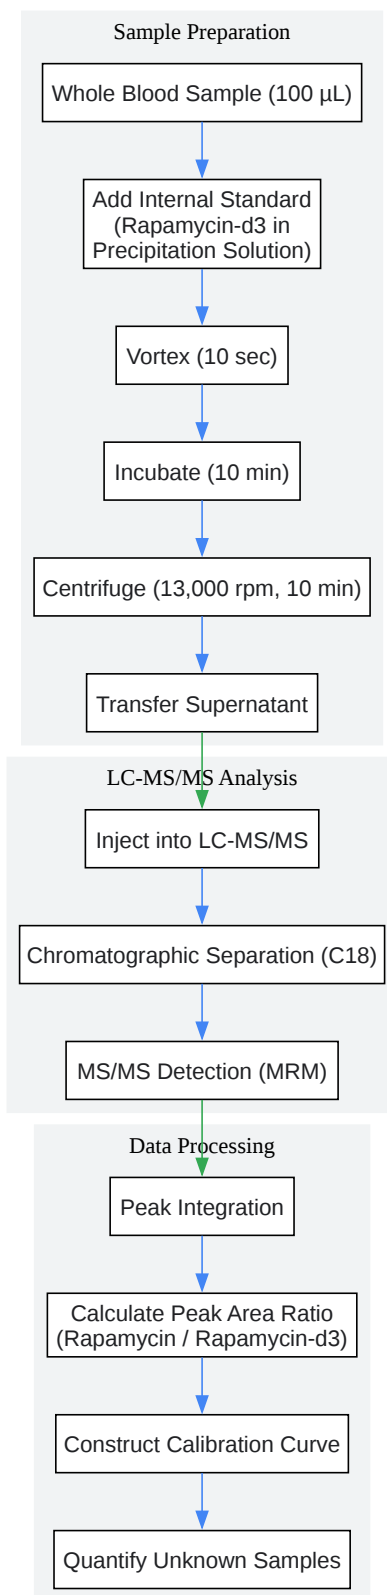 Sample Preparation
Whole Blood Sample (100 µL)
Add Internal Standard
(Rapamycin-d3 in
Precipitation Solution)
Vortex (10 sec)
Incubate (10 min)
Centrifuge (13,000 rpm, 10 min)
Transfer Supernatant
LC-MS/MS Analysis
Inject into LC-MS/MS
Chromatographic Separation (C18)
MS/MS Detection (MRM)
Data Processing
Peak Integration
Calculate Peak Area Ratio
(Rapamycin / Rapamycin-d3)
Construct Calibration Curve
Quantify Unknown Samples